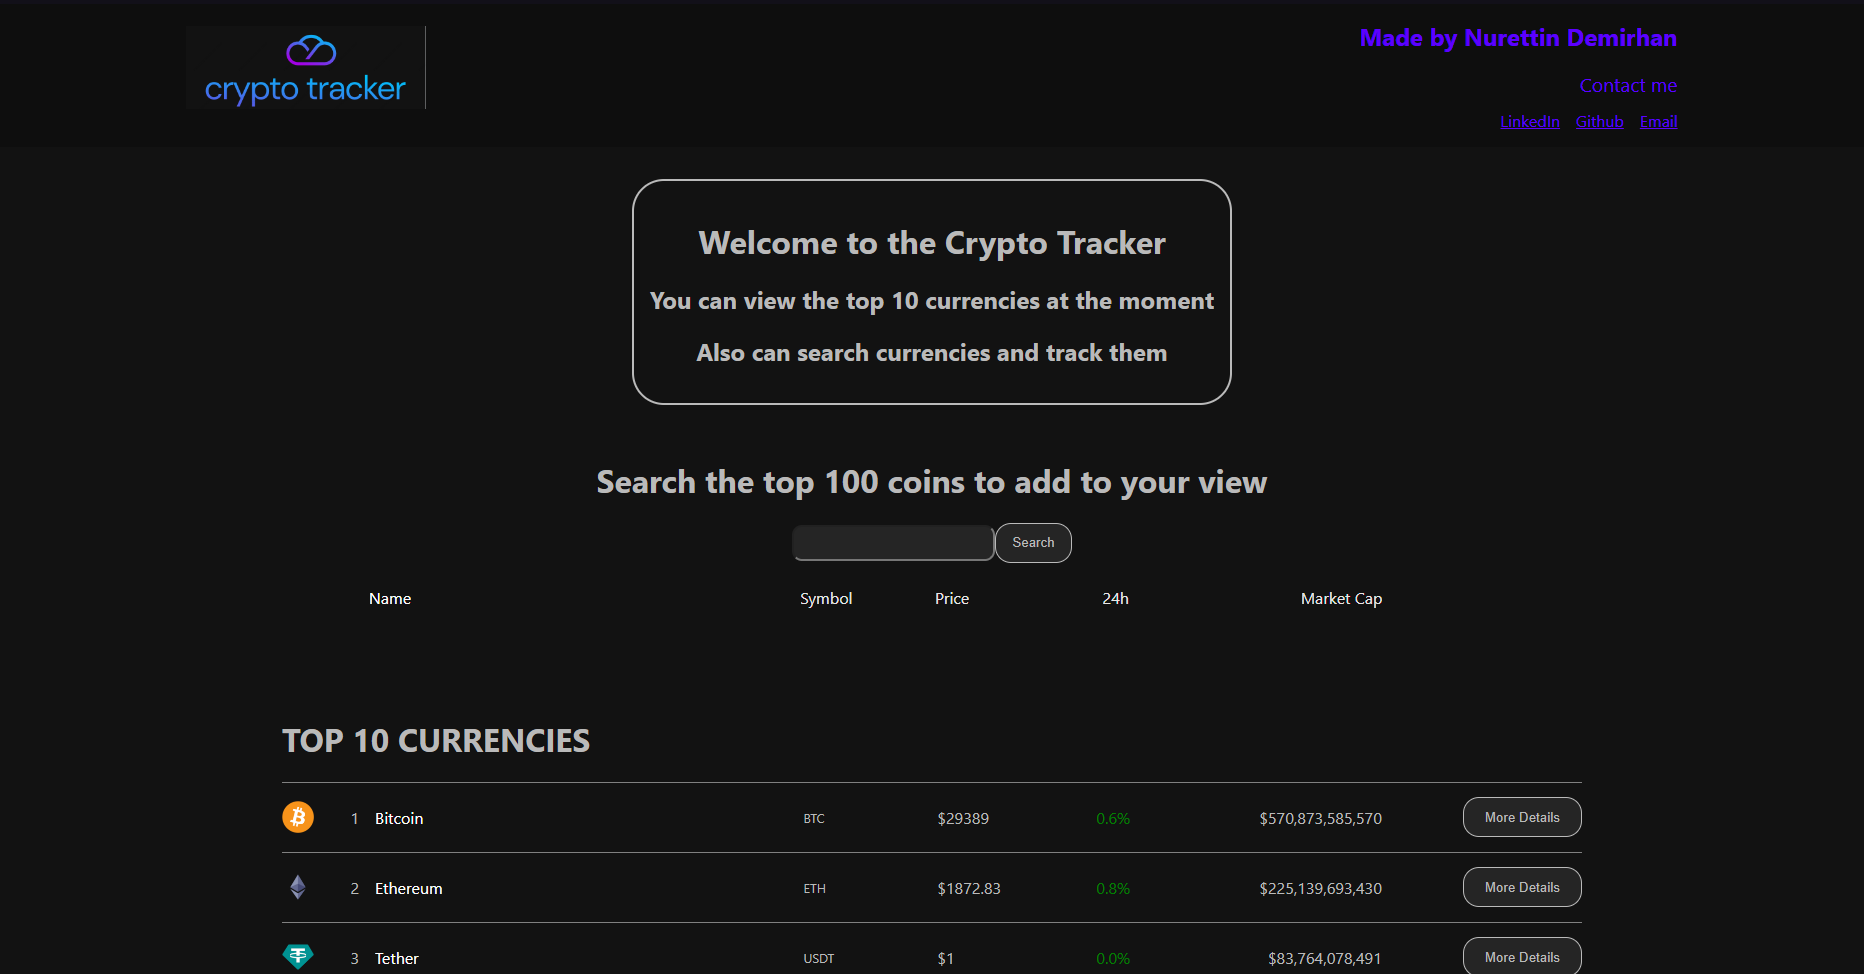 crypto tracker
Made by Nurettin Demirhan
Contact me
LinkedIn Github Email
Welcome to the Crypto Tracker
You can view the top 10 currencies at the moment
Also can search currencies and track them
Search the top 100 coins to add to your view
Search
Name Symbol Price 24h Market Cap
TOP 10 CURRENCIES
1 Bitcoin BTC $29389 0.6% $570,873,585,570 More Details
2 Ethereum ETH $1872.83 0.8% $225,139,693,430 More Details
3 Tether USDT $1 0.0% $83,764,078,491 More Details